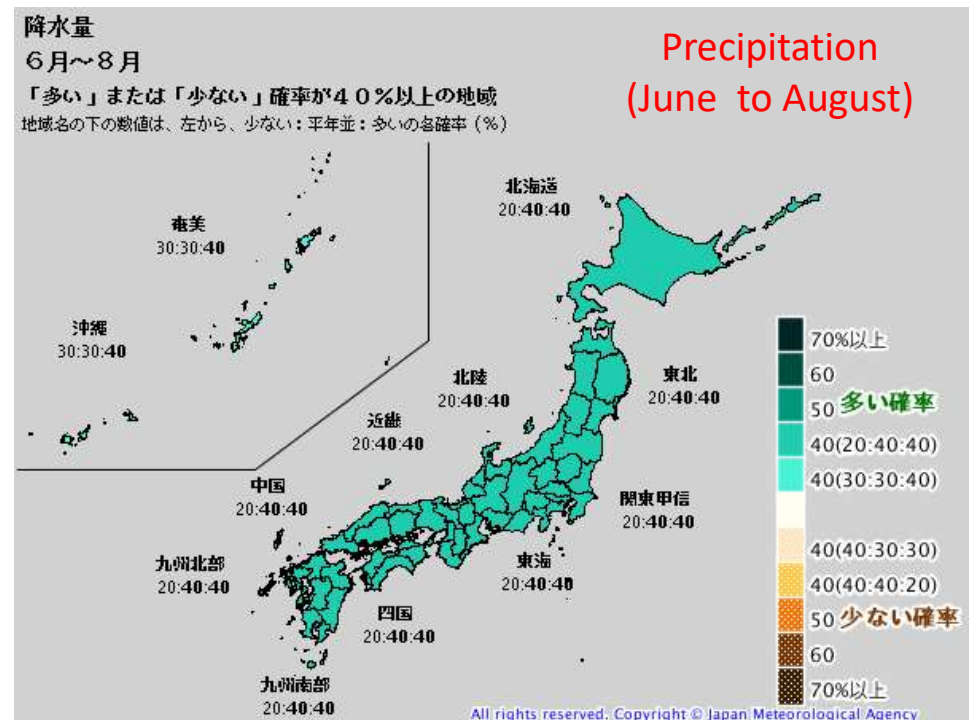 降水量
６月～８月
「多い」または「少ない」確率が４０％以上の地域
地域名の下の数値は、左から、少ない：平年並：多いの各確率（％）
Precipitation
(June to August)
北海道
20:40:40
奄美
30:30:40
沖縄
30:30:40
北陸
20:40:40
東北
20:40:40
近畿
20:40:40
中国
20:40:40
関東甲信
20:40:40
九州北部
20:40:40
東海
20:40:40
四国
20:40:40
九州南部
20:40:40
70%以上
60
50 多い確率
40(20:40:40)
40(30:30:40)
40(40:30:30)
40(40:40:20)
50 少ない確率
60
70%以上
All rights reserved. Copyright © Japan Meteorological Agency